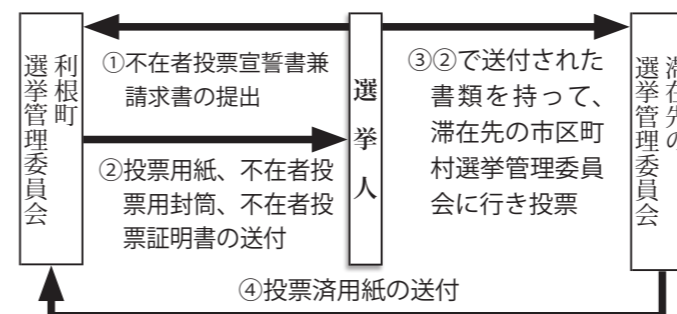 利根町
選挙管理委員会
①不在者投票宣誓書兼
請求書の提出
②投票用紙、不在者投
票用封筒、不在者投
票証明書の送付
選挙人
③②で送付された
書類を持って、
滞在先の市区町
村選挙管理委員
会に行き投票
滞在先の
選挙管理委員会
④投票済用紙の送付